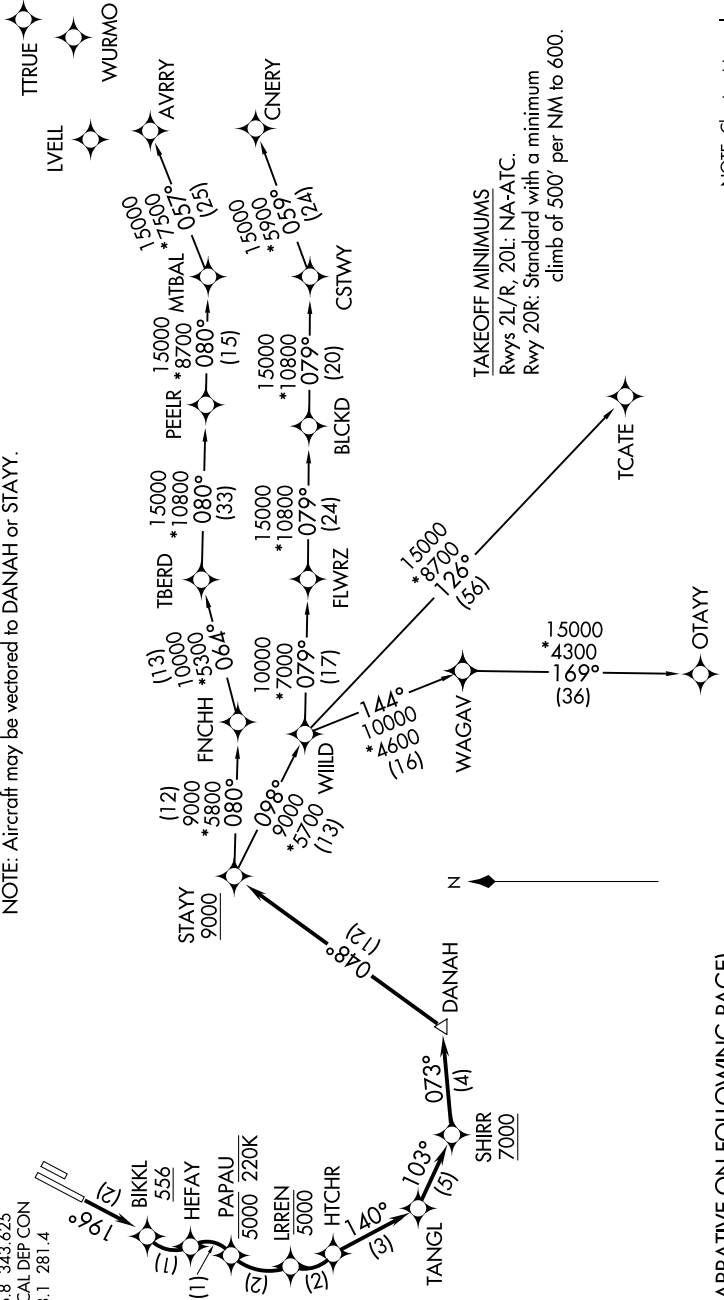 NOTE: Aircraft may be vectored to DANAH or STAYY.
TTRUE
WURMO
LVELL
AVRRY
15000
*7500
057°
(25)
MTBAL
15000
*8700
080°
(15)
PEELR
15000
*10800
080°
(33)
TBERD
(13)
10000
*5300
064°
FNCHH
(12)
9000
*5800
080°
STAYY
9000
CNERY
15000
*5900
059°
(24)
CSTWY
15000
*10800
079°
(20)
BLCKD
15000
*10800
079°
(24)
FLWRZ
10000
*7000
079°
(17)
WIILD
098°
9000
*5700
(13)
15000
*8700
126°
(56)
TCATE
144°
10000
*4600
(16)
WAGAV
15000
*4300
169°
(36)
OTAYY
TAKEOFF MINIMUMS
Rwys 2L/R, 20L: NA-ATC.
Rwy 20R: Standard with a minimum
climb of 500' per NM to 600.
N
048°
(12)
DANAH
073°
(4)
SHIRR
7000
103°
(5)
TANGL
140°
(3)
HTCHR
(2)
LRREN
5000
(2)
PAPAU
5000 220K
(1)
HEFAY
(1)
BIKKL
556
196°
(2)
343.625
CAL DEP CON
281.4
ON FOLLOWING PAGE)
NOTE: